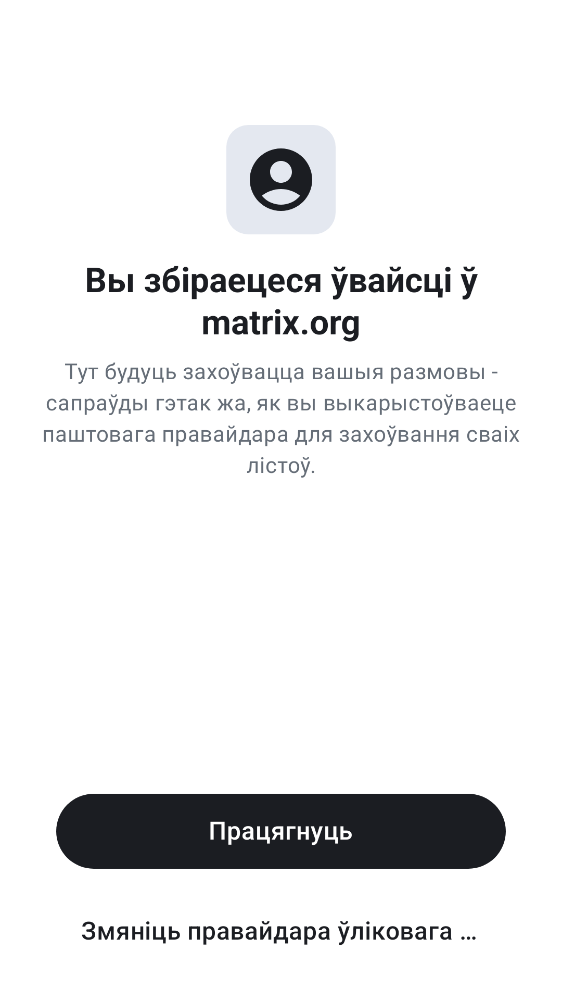 Вы збіраецеся ўвайсці ў
matrix.org
Тут будуць захоўвацца вашыя размовы -
сапраўды гэтак жа, як вы выкарыстоўваеце
паштовага правайдара для захоўвання сваіх
лістоў.
Працягнуць
Змяніць правайдара ўліковага ...